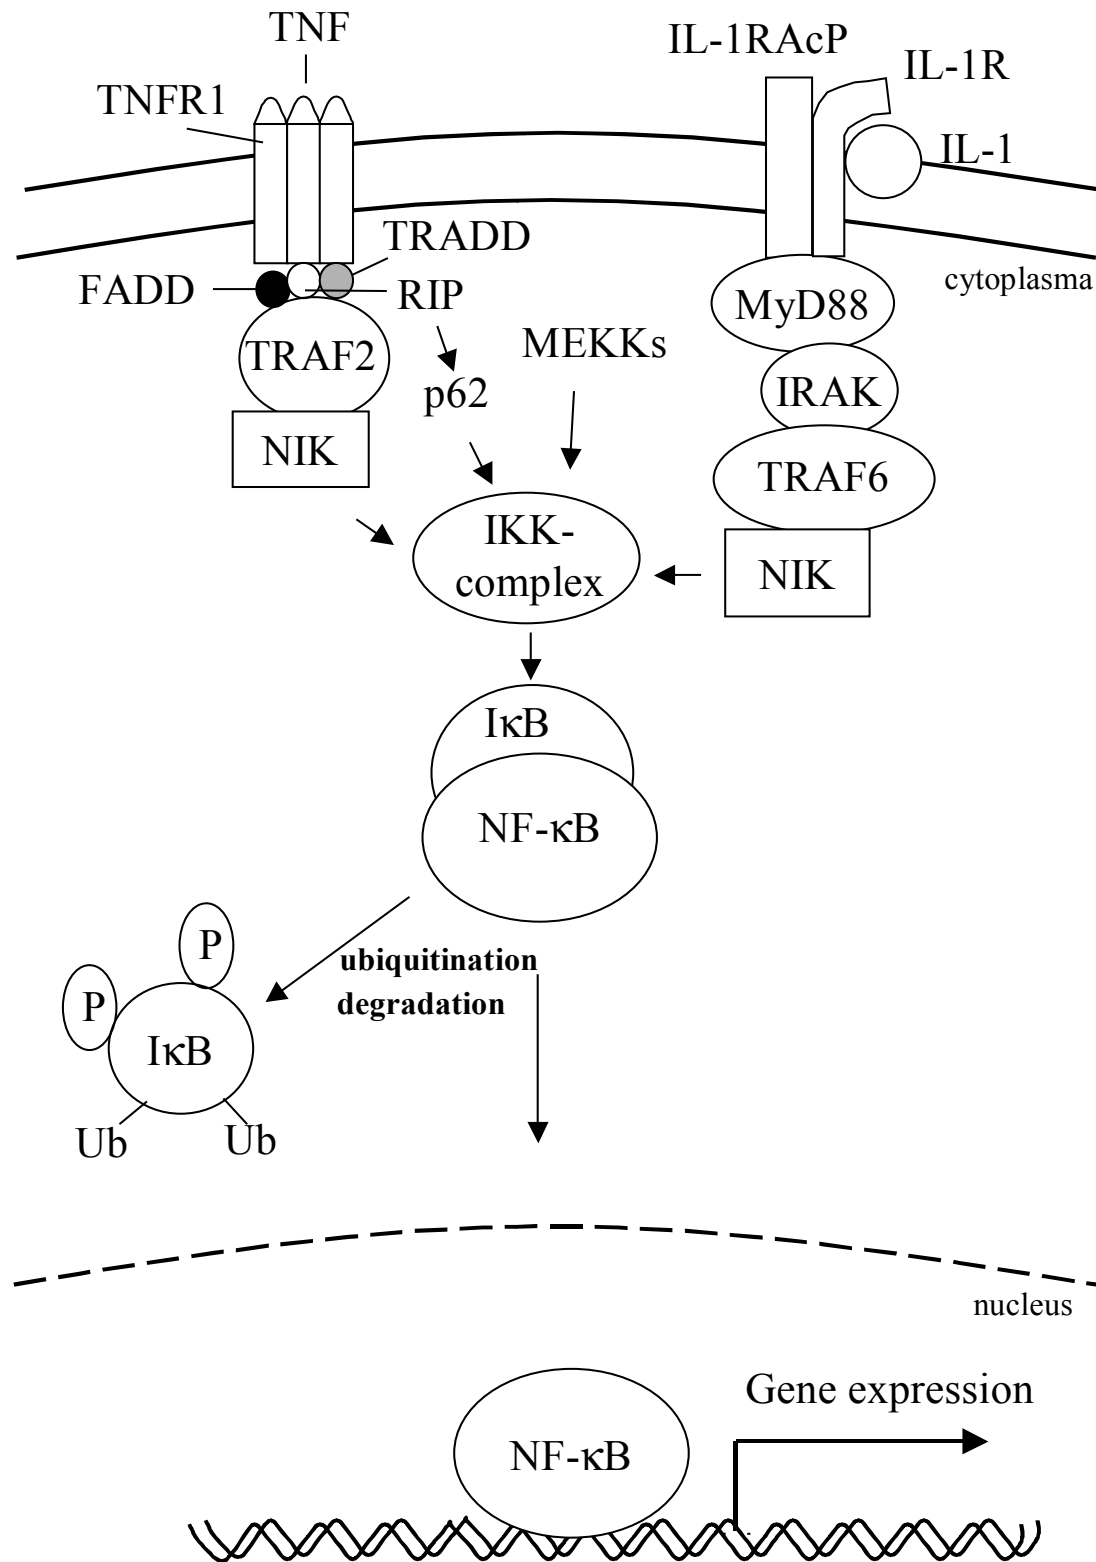 TNF
IL-1RAcP
IL-1R
TNFR1
IL-1
TRADD
cytoplasma
FADD
RIP
MyD88
MEKKs
TRAF2
p62
IRAK
NIK
TRAF6
IKK-
complex
NIK
IκB
NF-κB
P
ubiquitination
degradation
P
IκB
Ub
Ub
nucleus
Gene expression
NF-κB